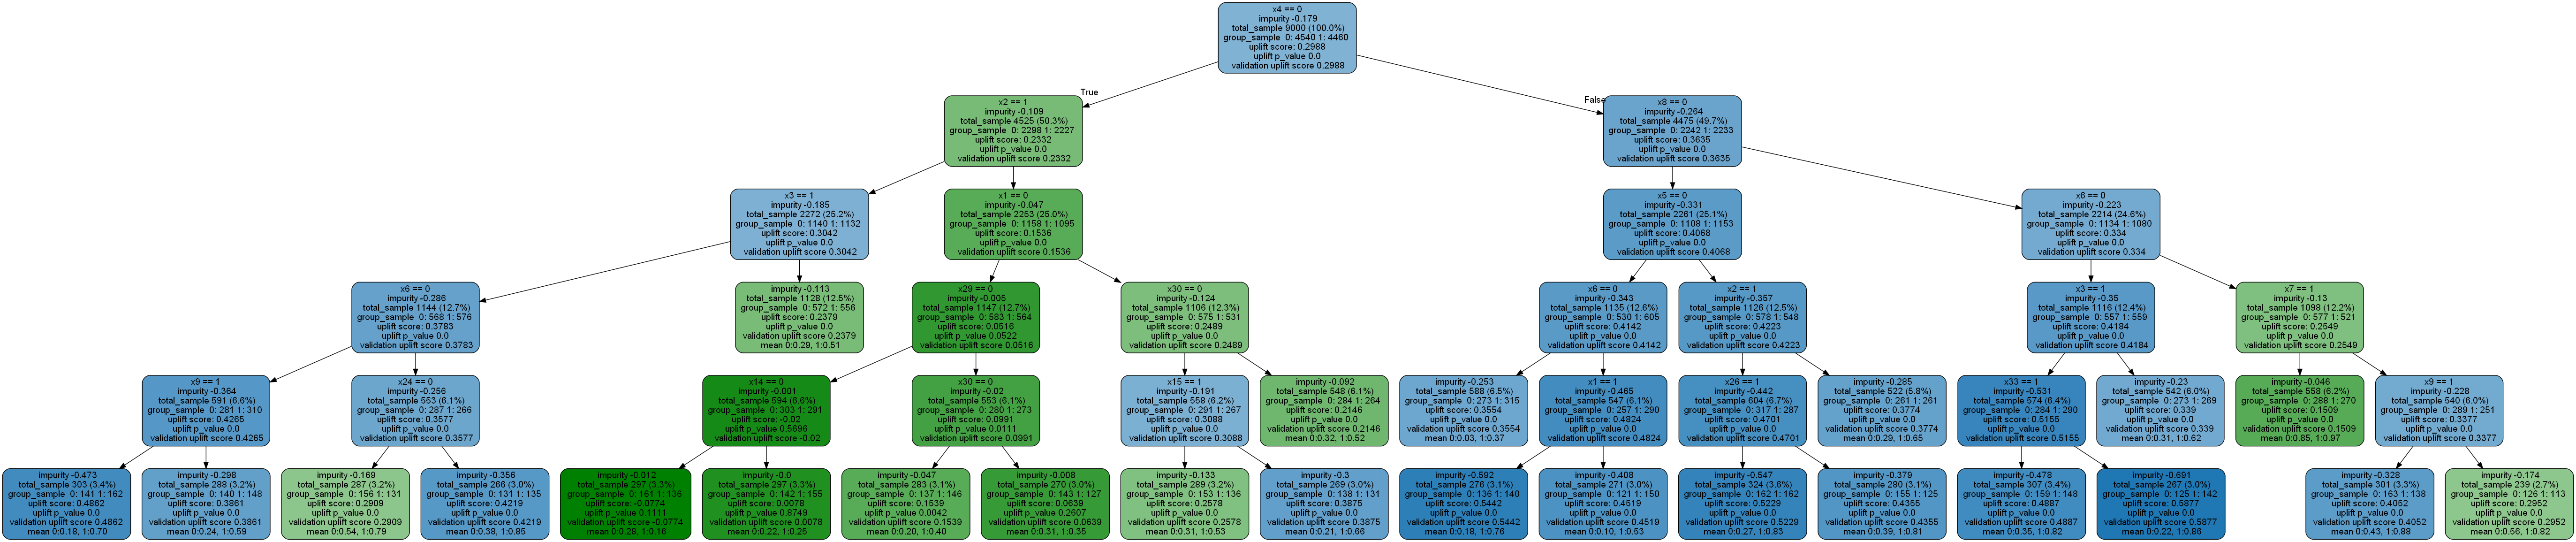 x4 == 0
impurity -0.179
total_sample 9000 (100.0%)
group_sample 0: 4540 1: 4460
uplift score: 0.2988
uplift p_value 0.0
validation uplift score 0.2988
True
False
x2 == 1
impurity -0.109
total_sample 4525 (50.3%)
group_sample 0: 2298 1: 2227
uplift score: 0.2332
uplift p_value 0.0
validation uplift score 0.2332
x8 == 0
impurity -0.264
total_sample 4475 (49.7%)
group_sample 0: 2242 1: 2233
uplift score: 0.3635
uplift p_value 0.0
validation uplift score 0.3635
x3 == 1
impurity -0.185
total_sample 2272 (25.2%)
group_sample 0: 1140 1: 1132
uplift score: 0.3042
uplift p_value 0.0
validation uplift score 0.3042
x1 == 0
impurity -0.047
total_sample 2253 (25.0%)
group_sample 0: 1158 1: 1095
uplift score: 0.1536
uplift p_value 0.0
validation uplift score 0.1536
x5 == 0
impurity -0.331
total_sample 2261 (25.1%)
group_sample 0: 1108 1: 1153
uplift score: 0.4068
uplift p_value 0.0
validation uplift score 0.4068
x6 == 0
impurity -0.223
total_sample 2214 (24.6%)
group_sample 0: 1134 1: 1080
uplift score: 0.334
uplift p_value 0.0
validation uplift score 0.334
x6 == 0
impurity -0.286
total_sample 1144 (12.7%)
group_sample 0: 568 1: 576
uplift score: 0.3783
uplift p_value 0.0
validation uplift score 0.3783
impurity -0.113
total_sample 1128 (12.5%)
group_sample 0: 572 1: 556
uplift score: 0.2379
uplift p_value 0.0
validation uplift score 0.2379
mean 0:0.29, 1:0.51
x29 == 0
impurity -0.005
total_sample 1147 (12.7%)
group_sample 0: 583 1: 564
uplift score: 0.0516
uplift p_value 0.0522
validation uplift score 0.0516
x30 == 0
impurity -0.124
total_sample 1106 (12.3%)
group_sample 0: 575 1: 531
uplift score: 0.2489
uplift p_value 0.0
validation uplift score 0.2489
x6 == 0
impurity -0.343
total_sample 1135 (12.6%)
group_sample 0: 530 1: 605
uplift score: 0.4142
uplift p_value 0.0
validation uplift score 0.4142
x2 == 1
impurity -0.357
total_sample 1126 (12.5%)
group_sample 0: 578 1: 548
uplift score: 0.4223
uplift p_value 0.0
validation uplift score 0.4223
x3 == 1
impurity -0.35
total_sample 1116 (12.4%)
group_sample 0: 557 1: 559
uplift score: 0.4184
uplift p_value 0.0
validation uplift score 0.4184
x7 == 1
impurity -0.13
total_sample 1098 (12.2%)
group_sample 0: 577 1: 521
uplift score: 0.2549
uplift p_value 0.0
validation uplift score 0.2549
x9 == 1
impurity -0.364
total_sample 591 (6.6%)
group_sample 0: 281 1: 310
uplift score: 0.4265
uplift p_value 0.0
validation uplift score 0.4265
x24 == 0
impurity -0.256
total_sample 553 (6.1%)
group_sample 0: 287 1: 266
uplift score: 0.3577
uplift p_value 0.0
validation uplift score 0.3577
x14 == 0
impurity -0.001
total_sample 594 (6.6%)
group_sample 0: 303 1: 291
uplift score: -0.02
uplift p_value 0.5696
validation uplift score -0.02
x30 == 0
impurity -0.02
total_sample 553 (6.1%)
group_sample 0: 280 1: 273
uplift score: 0.0991
uplift p_value 0.0111
validation uplift score 0.0991
x15 == 1
impurity -0.191
total_sample 558 (6.2%)
group_sample 0: 291 1: 267
uplift score: 0.3088
uplift p_value 0.0
validation uplift score 0.3088
impurity -0.092
total_sample 548 (6.1%)
group_sample 0: 284 1: 264
uplift score: 0.2146
uplift p_value 0.0
validation uplift score 0.2146
mean 0:0.32, 1:0.52
impurity -0.253
total_sample 588 (6.5%)
group_sample 0: 273 1: 315
uplift score: 0.3554
uplift p_value 0.0
validation uplift score 0.3554
mean 0:0.03, 1:0.37
x1 == 1
impurity -0.465
total_sample 547 (6.1%)
group_sample 0: 257 1: 290
uplift score: 0.4824
uplift p_value 0.0
validation uplift score 0.4824
x26 == 1
impurity -0.442
total_sample 604 (6.7%)
group_sample 0: 317 1: 287
uplift score: 0.4701
uplift p_value 0.0
validation uplift score 0.4701
impurity -0.285
total_sample 522 (5.8%)
group_sample 0: 261 1: 261
uplift score: 0.3774
uplift p_value 0.0
validation uplift score 0.3774
mean 0:0.29, 1:0.65
x33 == 1
impurity -0.531
total_sample 574 (6.4%)
group_sample 0: 284 1: 290
uplift score: 0.5155
uplift p_value 0.0
validation uplift score 0.5155
impurity -0.23
total_sample 542 (6.0%)
group_sample 0: 273 1: 269
uplift score: 0.339
uplift p_value 0.0
validation uplift score 0.339
mean 0:0.31, 1:0.62
impurity -0.046
total_sample 558 (6.2%)
group_sample 0: 288 1: 270
uplift score: 0.1509
uplift p_value 0.0
validation uplift score 0.1509
mean 0:0.85, 1:0.97
x9 == 1
impurity -0.228
total_sample 540 (6.0%)
group_sample 0: 289 1: 251
uplift score: 0.3377
uplift p_value 0.0
validation uplift score 0.3377
impurity -0.473
total_sample 303 (3.4%)
group_sample 0: 141 1: 162
uplift score: 0.4862
uplift p_value 0.0
validation uplift score 0.4862
mean 0:0.18, 1:0.70
impurity -0.298
total_sample 288 (3.2%)
group_sample 0: 140 1: 148
uplift score: 0.3861
uplift p_value 0.0
validation uplift score 0.3861
mean 0:0.24, 1:0.59
impurity -0.169
total_sample 287 (3.2%)
group_sample 0: 156 1: 131
uplift score: 0.2909
uplift p_value 0.0
validation uplift score 0.2909
mean 0:0.54, 1:0.79
impurity -0.356
total_sample 266 (3.0%)
group_sample 0: 131 1: 135
uplift score: 0.4219
uplift p_value 0.0
validation uplift score 0.4219
mean 0:0.38, 1:0.85
impurity -0.012
total_sample 297 (3.3%)
group_sample 0: 161 1: 136
uplift score: -0.0774
uplift p_value 0.1111
validation uplift score -0.0774
mean 0:0.28, 1:0.16
impurity -0.0
total_sample 297 (3.3%)
group_sample 0: 142 1: 155
uplift score: 0.0078
uplift p_value 0.8749
validation uplift score 0.0078
mean 0:0.22, 1:0.25
impurity -0.047
total_sample 283 (3.1%)
group_sample 0: 137 1: 146
uplift score: 0.1539
uplift p_value 0.0042
validation uplift score 0.1539
mean 0:0.20, 1:0.40
impurity -0.008
total_sample 270 (3.0%)
group_sample 0: 143 1: 127
uplift score: 0.0639
uplift p_value 0.2607
validation uplift score 0.0639
mean 0:0.31, 1:0.35
impurity -0.133
total_sample 289 (3.2%)
group_sample 0: 153 1: 136
uplift score: 0.2578
uplift p_value 0.0
validation uplift score 0.2578
mean 0:0.31, 1:0.53
impurity -0.3
total_sample 269 (3.0%)
group_sample 0: 138 1: 131
uplift score: 0.3875
uplift p_value 0.0
validation uplift score 0.3875
mean 0:0.21, 1:0.66
impurity -0.592
total_sample 276 (3.1%)
group_sample 0: 136 1: 140
uplift score: 0.5442
uplift p_value 0.0
validation uplift score 0.5442
mean 0:0.18, 1:0.76
impurity -0.408
total_sample 271 (3.0%)
group_sample 0: 121 1: 150
uplift score: 0.4519
uplift p_value 0.0
validation uplift score 0.4519
mean 0:0.10, 1:0.53
impurity -0.547
total_sample 324 (3.6%)
group_sample 0: 162 1: 162
uplift score: 0.5229
uplift p_value 0.0
validation uplift score 0.5229
mean 0:0.27, 1:0.83
impurity -0.379
total_sample 280 (3.1%)
group_sample 0: 155 1: 125
uplift score: 0.4355
uplift p_value 0.0
validation uplift score 0.4355
mean 0:0.39, 1:0.81
impurity -0.478
total_sample 307 (3.4%)
group_sample 0: 159 1: 148
uplift score: 0.4887
uplift p_value 0.0
validation uplift score 0.4887
mean 0:0.35, 1:0.82
impurity -0.691
total_sample 267 (3.0%)
group_sample 0: 125 1: 142
uplift score: 0.5877
uplift p_value 0.0
validation uplift score 0.5877
mean 0:0.22, 1:0.86
impurity -0.328
total_sample 301 (3.3%)
group_sample 0: 163 1: 138
uplift score: 0.4052
uplift p_value 0.0
validation uplift score 0.4052
mean 0:0.43, 1:0.88
impurity -0.174
total_sample 239 (2.7%)
group_sample 0: 126 1: 113
uplift score: 0.2952
uplift p_value 0.0
validation uplift score 0.2952
mean 0:0.56, 1:0.82